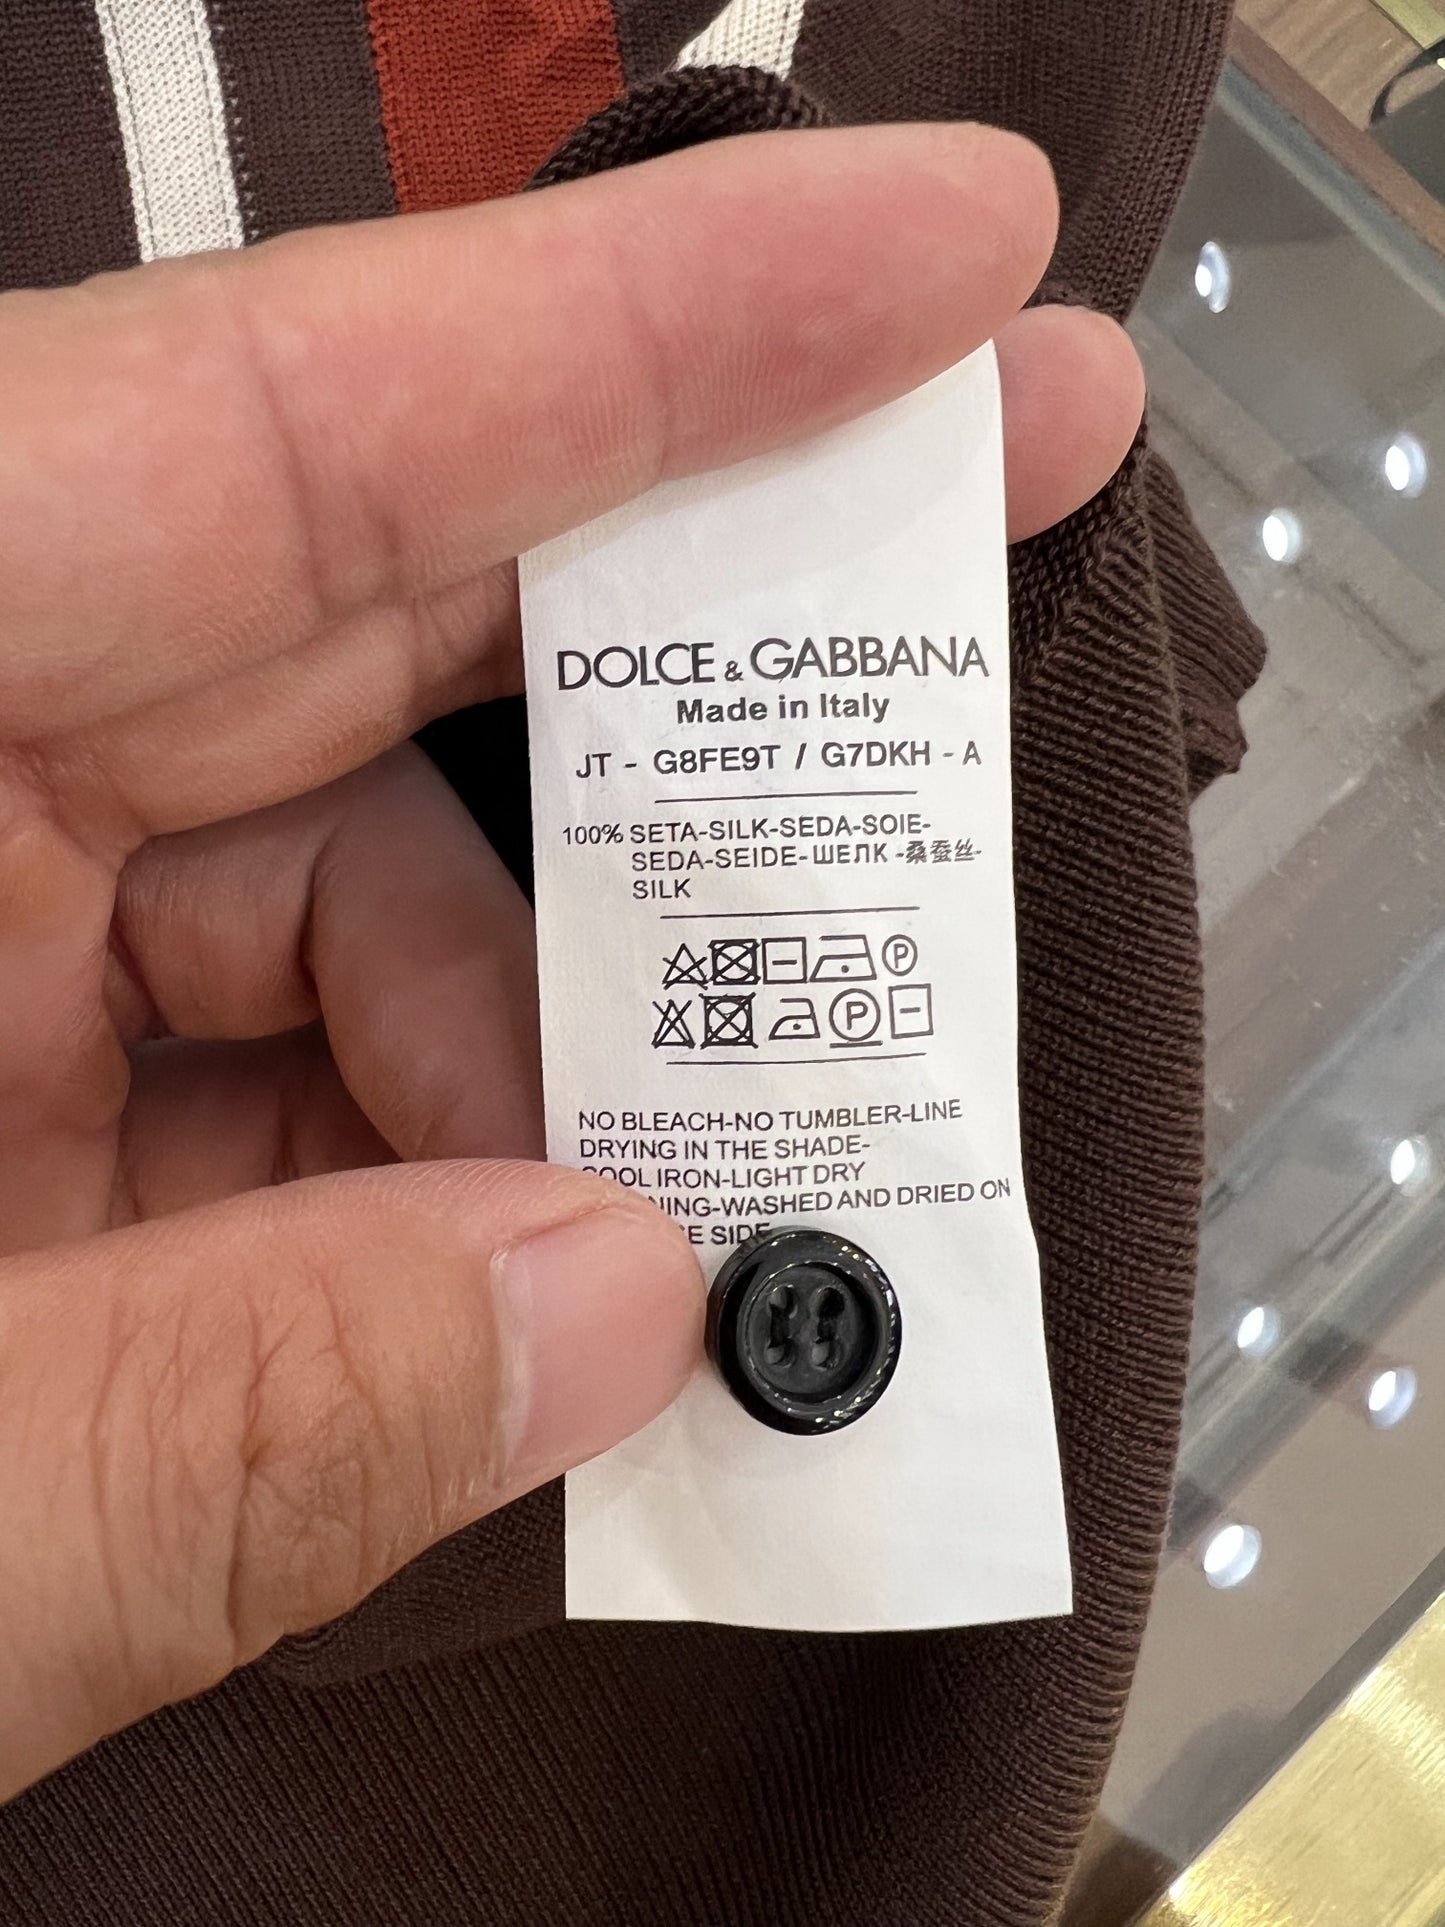 DOLCE & GABBANA
Made in Italy
JT - G8FE9T / G7DKH - A
100% SETA-SILK-SEDA-SOIE-
SEDA-SEIDE-ШЕЛК -桑蚕丝-
SILK
P
P
NO BLEACH-NO TUMBLER-LINE
DRYING IN THE SHADE-
COOL IRON-LIGHT DRY
WASHED AND DRIED ON
SIDE